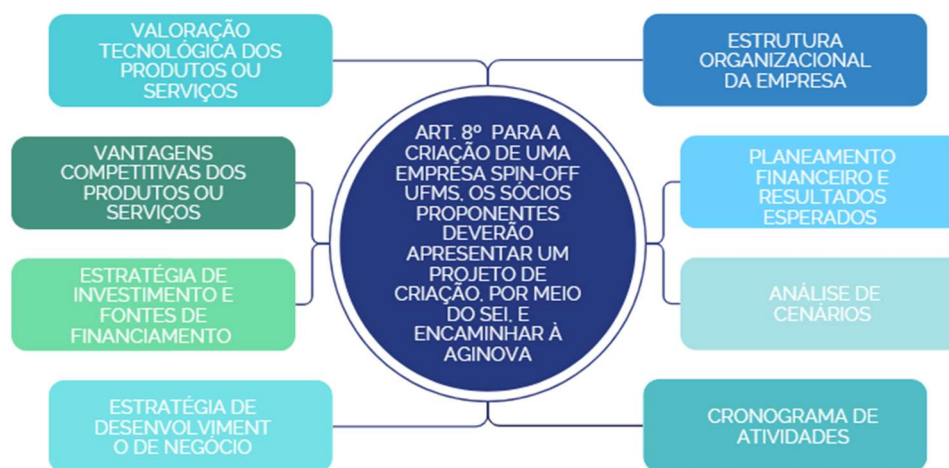 VALORAÇÃO
TECNOLÓGICA DOS
PRODUTOS OU
SERVIÇOS
VANTAGENS
COMPETITIVAS DOS
PRODUTOS OU
SERVIÇOS
ESTRATÉGIA DE
INVESTIMENTO E
FONTES DE
FINANCIAMENTO
ESTRATÉGIA DE
DESENVOLVIMENT
O DE NEGÓCIO
ART. 8º PARA A
CRIAÇÃO DE UMA
EMPRESA SPIN-OFF
UFMS, OS SÓCIOS
PROPONENTES
DEVERÃO
APRESENTAR UM
PROJETO DE
CRIAÇÃO, POR MEIO
DO SEI, E
ENCAMINHAR À
AGINOVA
ESTRUTURA
ORGANIZACIONAL
DA EMPRESA
PLANEAMENTO
FINANCEIRO E
RESULTADOS
ESPERADOS
ANÁLISE DE
CENÁRIOS
CRONOGRAMA DE
ATIVIDADES